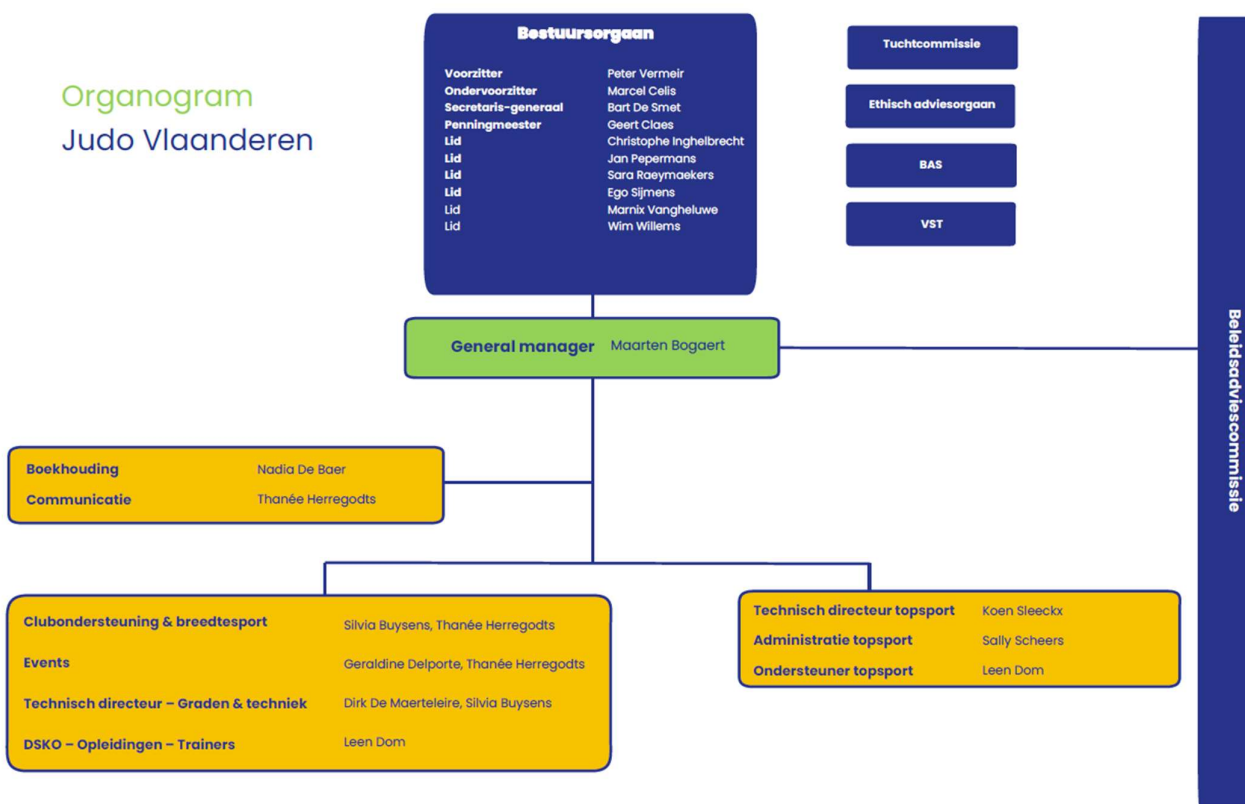 Organogram
Judo Vlaanderen
Bestuursorgaan
Voorzitter Peter Vermeir
Ondervoorzitter Marcel Celis
Secretaris-generaal Bart De Smet
Penningmeester Geert Claes
Lid Christophe Inghelbrecht
Lid Jan Pepermans
Lid Sara Raeymaekers
Lid Ego Sijmens
Lid Marnix Vangheluwe
Lid Wim Willems
Tuchtcommissie
Ethisch adviesorgaan
BAS
VST
General manager Maarten Bogaert
Beleidsadviescommissie
Boekhouding Nadia De Baer
Communicatie Thanée Herregodts
Clubondersteuning & breedtesport Silvia Buysens, Thanée Herregodts
Events Geraldine Delporte, Thanée Herregodts
Technisch directeur – Graden & techniek Dirk De Maerteleire, Silvia Buysens
DSKO – Opleidingen – Trainers Leen Dom
Technisch directeur topsport Koen Sleeckx
Administratie topsport Sally Scheers
Ondersteuner topsport Leen Dom